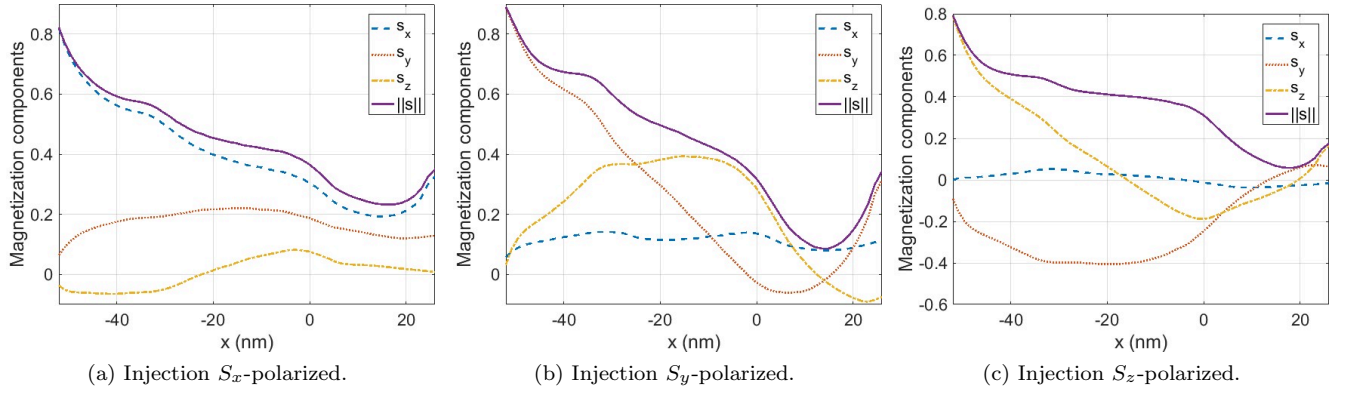 Magnetization components
0.8
0.6
0.4
0.2
0
-40
-20
0
20
x (nm)
s_x
s_y
s_z
||s||
(a) Injection S_x-polarized.
Magnetization components
0.8
0.6
0.4
0.2
0
-40
-20
0
20
x (nm)
s_x
s_y
s_z
||s||
(b) Injection S_y-polarized.
Magnetization components
0.8
0.6
0.4
0.2
0
-0.2
-0.4
-0.6
-40
-20
0
20
x (nm)
s_x
s_y
s_z
||s||
(c) Injection S_z-polarized.